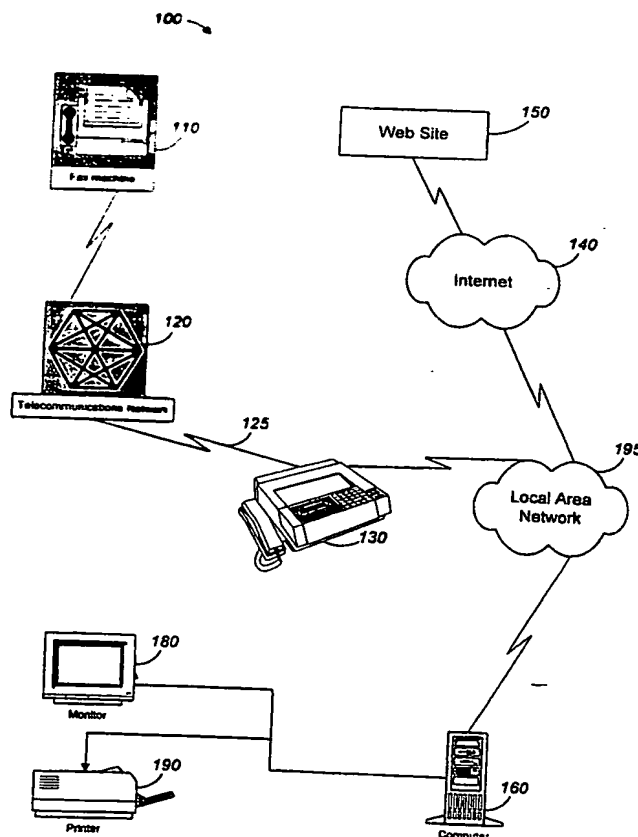 100
110
Fax machine
Web Site
150
140
Internet
120
Telecommunications Network
125
130
195
Local Area
Network
180
Monitor
190
Printer
160
Computer